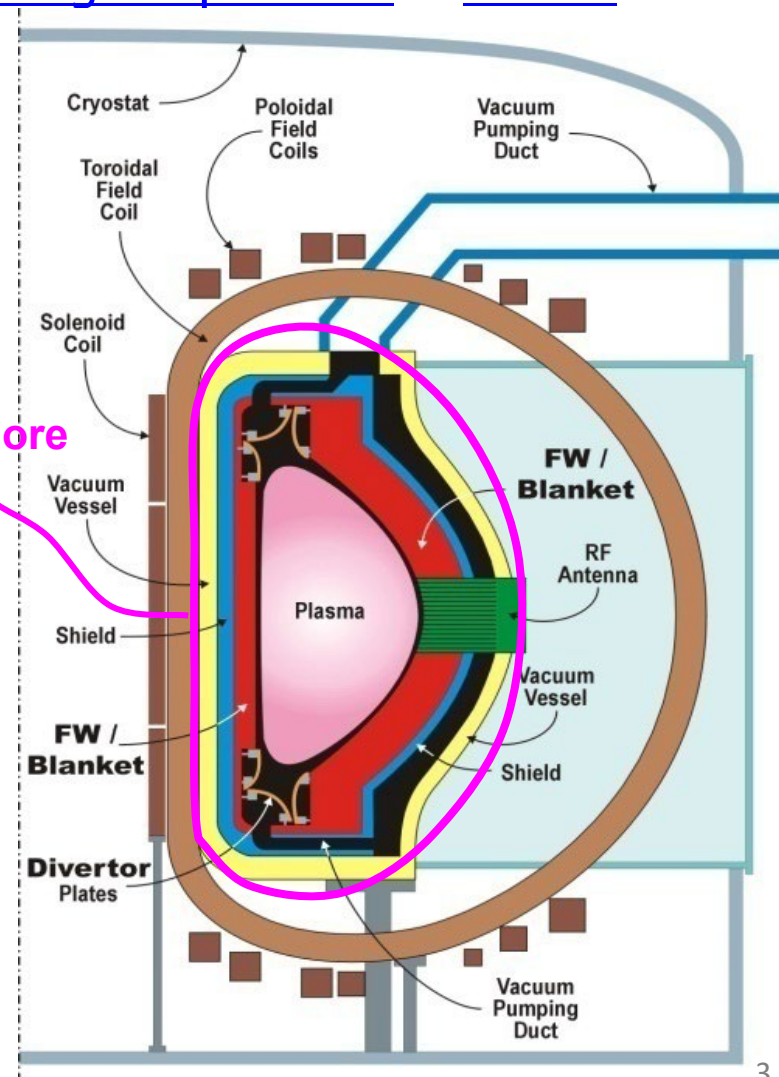 Cryostat
Poloidal
Field
Coils
Vacuum
Pumping
Duct
Toroidal
Field
Coil
Solenoid
Coil
ore
Vacuum
Vessel
FW /
Blanket
RF
Antenna
Plasma
Shield
Vacuum
Vessel
FW /
Blanket
Shield
Divertor
Plates
Vacuum
Pumping
Duct
3